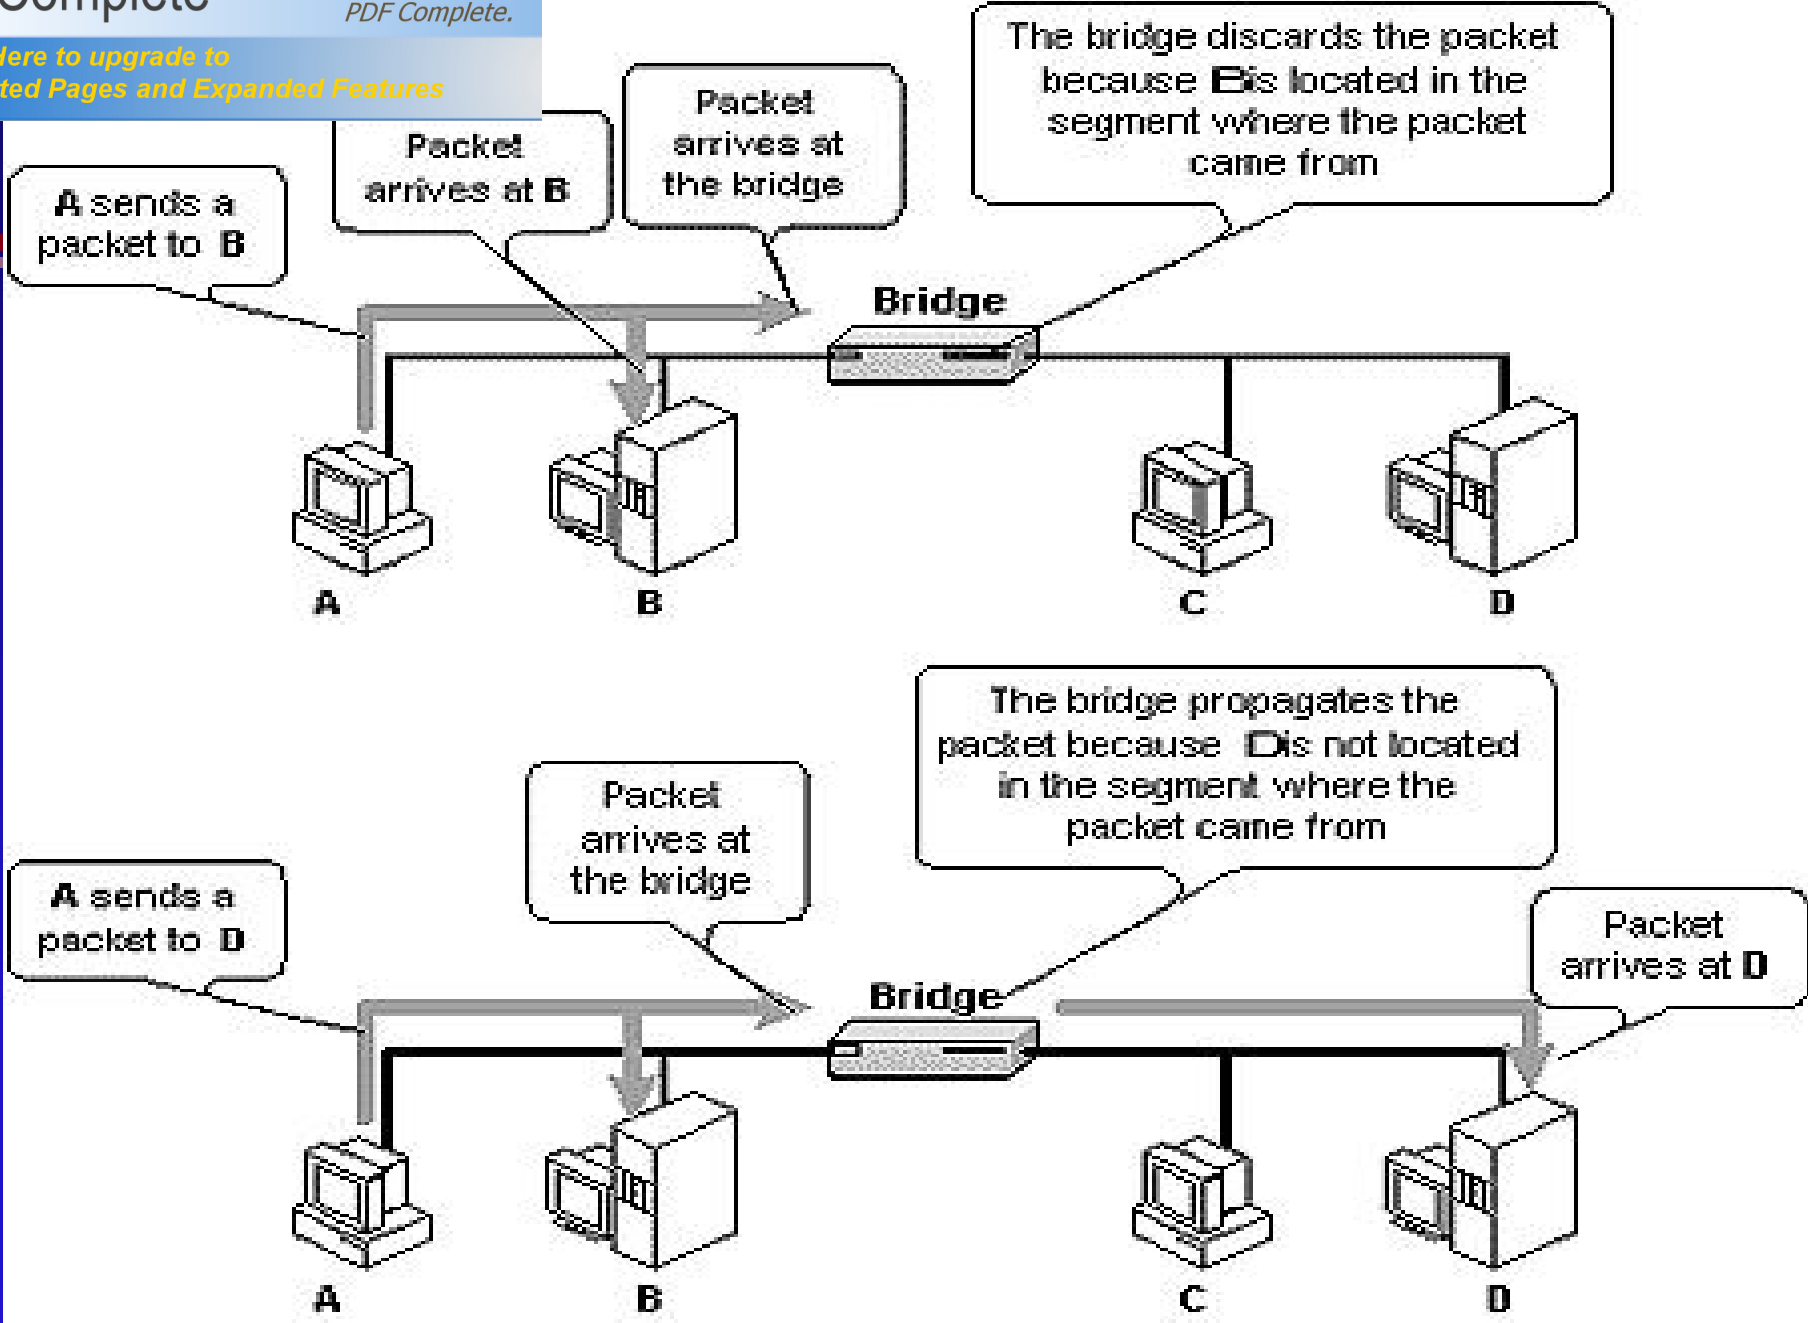 Complete
PDF Complete.
Here to upgrade to
ted Pages and Expanded Features
A sends a
packet to B
Packet
arrives at B
Packet
arrives at
the bridge
The bridge discards the packet
because B is located in the
segment where the packet
came from
Bridge
A
B
C
D
A sends a
packet to D
Packet
arrives at
the bridge
The bridge propagates the
packet because D is not located
in the segment where the
packet came from
Packet
arrives at D
Bridge
A
B
C
D